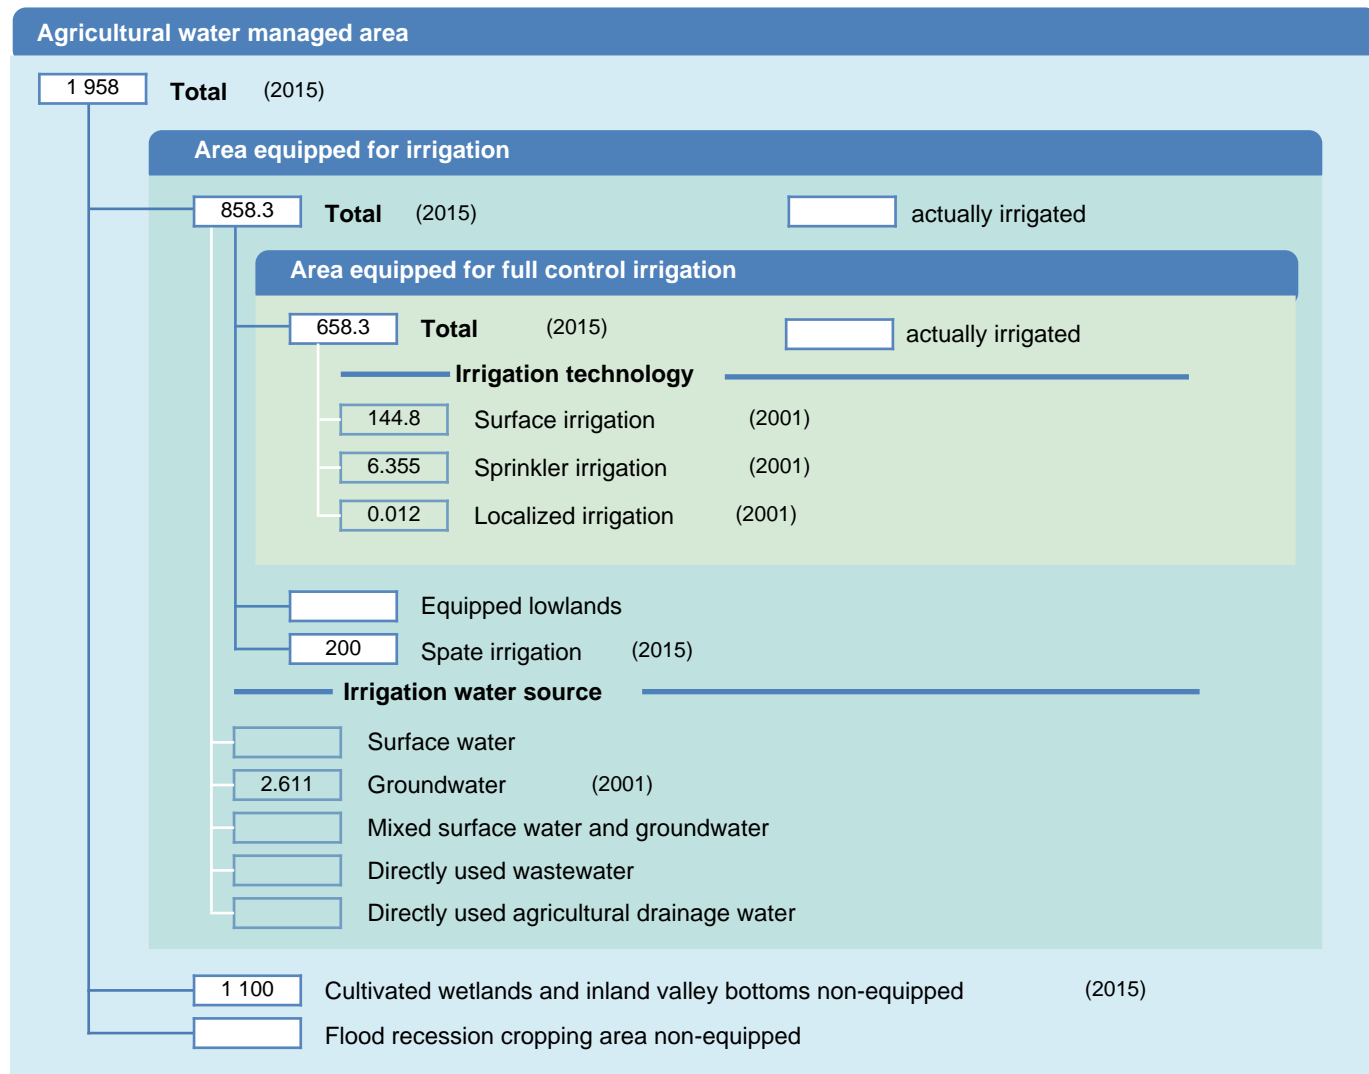 Agricultural water managed area
1 958 Total (2015)
Area equipped for irrigation
858.3 Total (2015) actually irrigated
Area equipped for full control irrigation
658.3 Total (2015) actually irrigated
Irrigation technology
144.8 Surface irrigation (2001)
6.355 Sprinkler irrigation (2001)
0.012 Localized irrigation (2001)
Equipped lowlands
200 Spate irrigation (2015)
Irrigation water source
Surface water
2.611 Groundwater (2001)
Mixed surface water and groundwater
Directly used wastewater
Directly used agricultural drainage water
1 100 Cultivated wetlands and inland valley bottoms non-equipped (2015)
Flood recession cropping area non-equipped